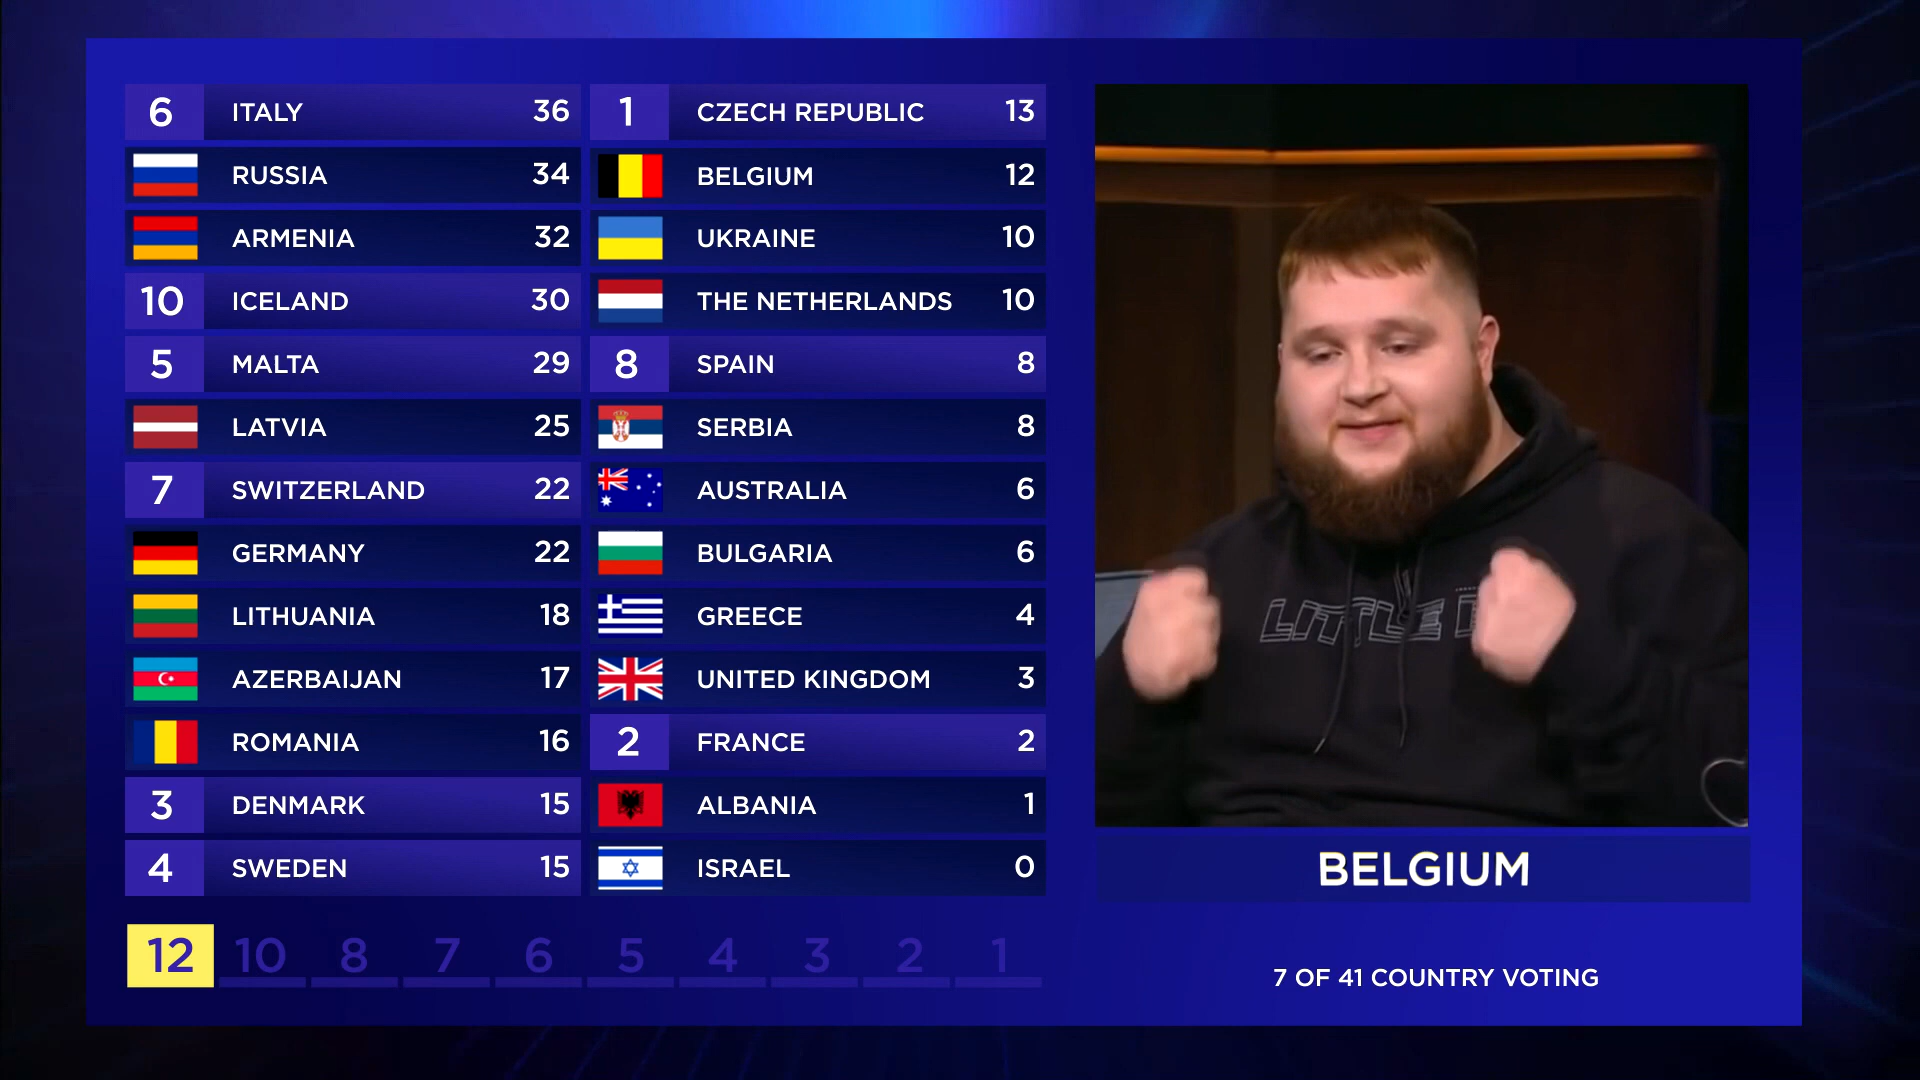 6 ITALY 36
RUSSIA 34
ARMENIA 32
10 ICELAND 30
5 MALTA 29
LATVIA 25
7 SWITZERLAND 22
GERMANY 22
LITHUANIA 18
AZERBAIJAN 17
ROMANIA 16
3 DENMARK 15
4 SWEDEN 15
1 CZECH REPUBLIC 13
BELGIUM 12
UKRAINE 10
THE NETHERLANDS 10
8 SPAIN 8
SERBIA 8
AUSTRALIA 6
BULGARIA 6
GREECE 4
UNITED KINGDOM 3
2 FRANCE 2
ALBANIA 1
ISRAEL 0
12 10 8 7 6 5 4 3 2 1
LITTLE
BELGIUM
7 OF 41 COUNTRY VOTING